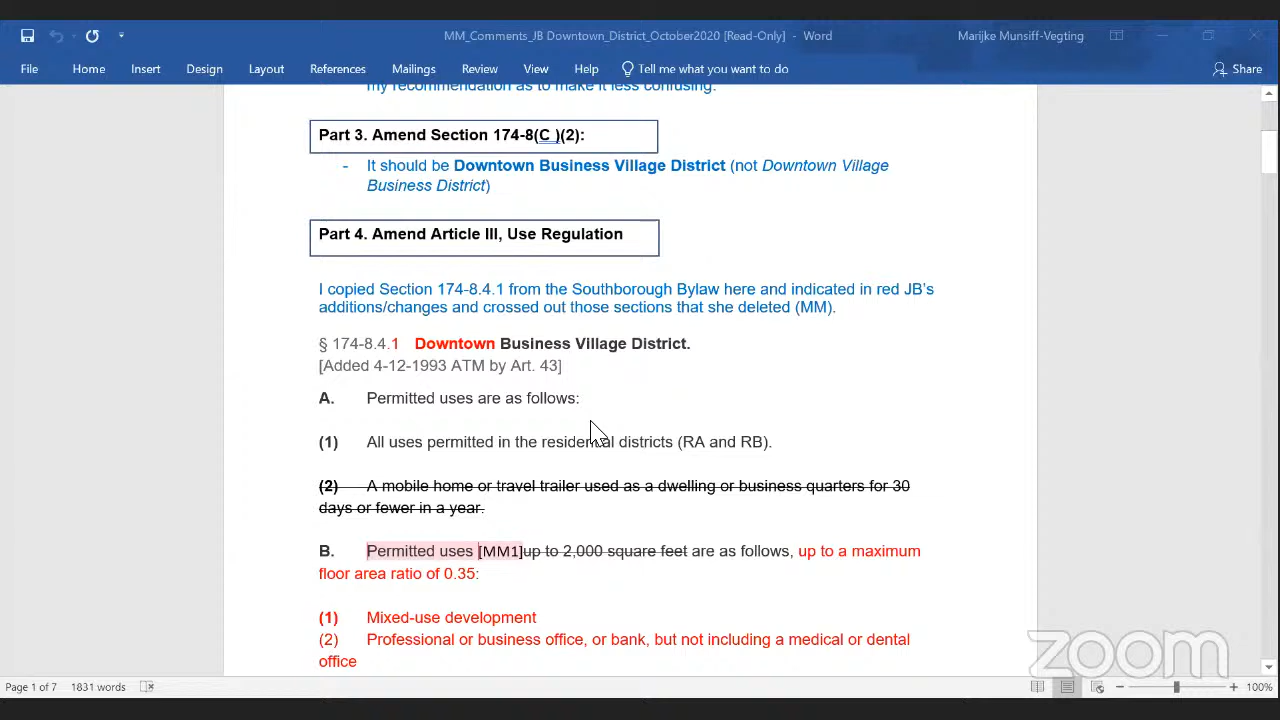 MM_Comments_JB Downtown_District_October2020 [Read-Only] - Word Marijke Munsiff-Vegting
File Home Insert Design Layout References Mailings Review View Help Tell me what you want to do Share
my recommendation as to make it less confusing.
Part 3. Amend Section 174-8(C )(2):
- It should be Downtown Business Village District (not Downtown Village
Business District)
Part 4. Amend Article III, Use Regulation
I copied Section 174-8.4.1 from the Southborough Bylaw here and indicated in red JB's
additions/changes and crossed out those sections that she deleted (MM).
§ 174-8.4.1 Downtown Business Village District.
[Added 4-12-1993 ATM by Art. 43]
A. Permitted uses are as follows:
(1) All uses permitted in the residential districts (RA and RB).
(2) A mobile home or travel trailer used as a dwelling or business quarters for 30
days or fewer in a year.
B. Permitted uses [MM1]up to 2,000 square feet are as follows, up to a maximum
floor area ratio of 0.35:
(1) Mixed-use development
(2) Professional or business office, or bank, but not including a medical or dental
office
zoom
Page 1 of 7 1831 words 100%